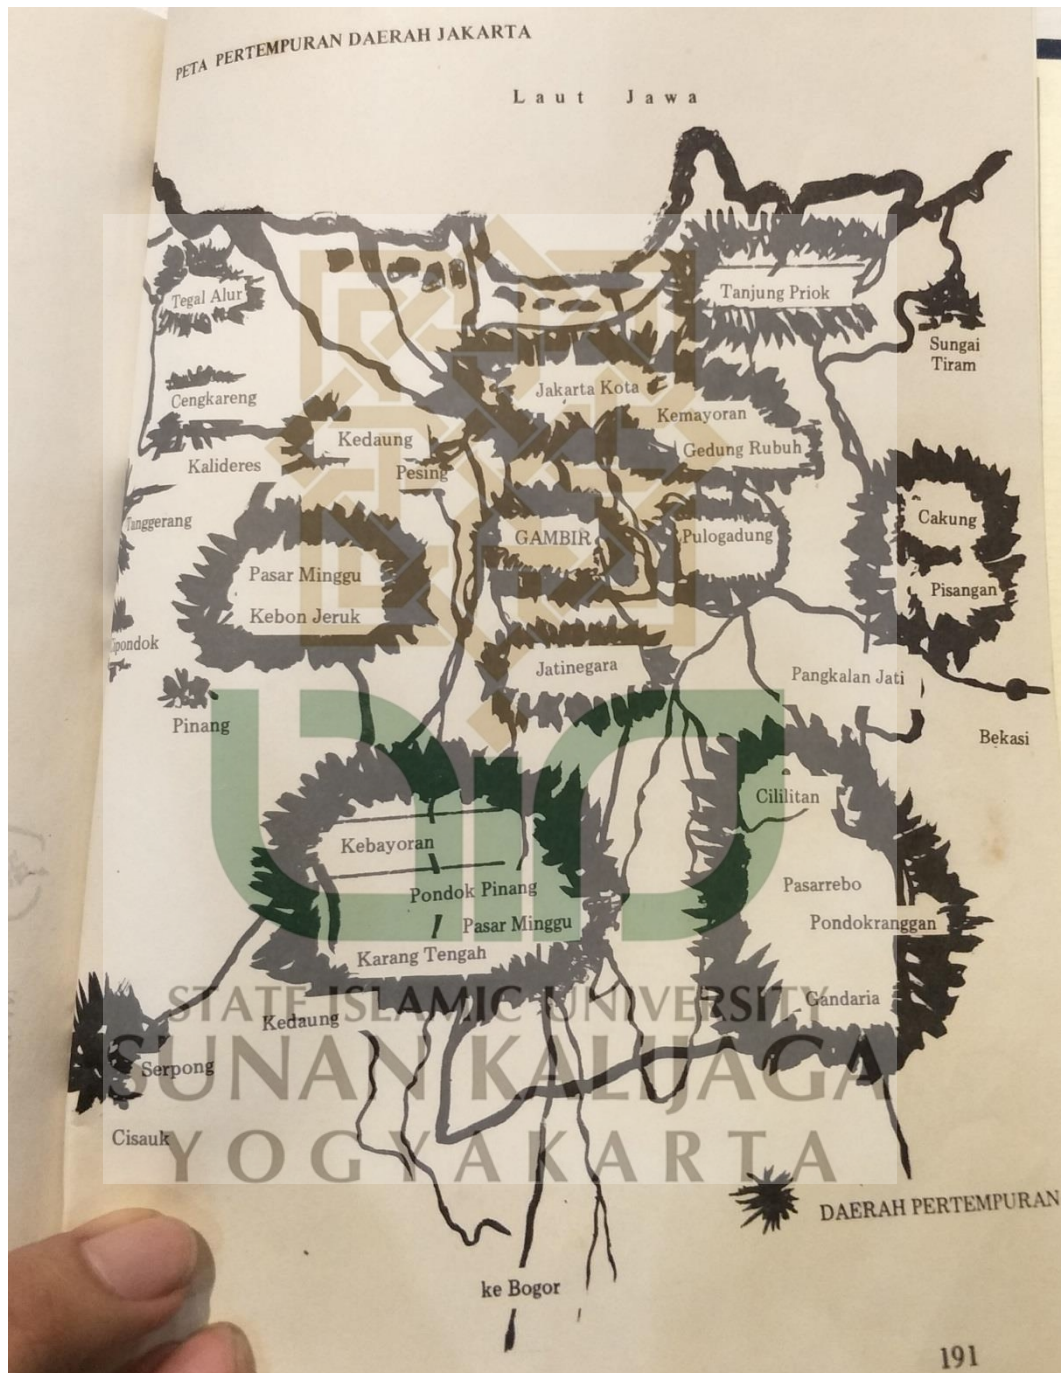 PETA PERTEMPURAN DAERAH JAKARTA
Laut Jawa
Tegal Alur
Tanjung Priok
Sungai
Tiram
Jakarta Kota
Cengkareng
Kemayoran
Kedaung
Gedung Rubuh
Kalideres
Pesing
Tanggerang
Cakung
GAMBIR
Pulogadung
Pasar Minggu
Pisangan
Kebon Jeruk
Cipondok
Jatinegara
Pangkalan Jati
Pinang
Bekasi
Cililitan
Kebayoran
Pondok Pinang
Pasarrebo
Pasar Minggu
Pondokranggan
Karang Tengah
Gandaria
STATE ISLAMIC UNIVERSITY
Kedaung
SUNAN KALIJAGA
Serpong
Cisauk
YOGYAKARTA
DAERAH PERTEMPURAN
ke Bogor
191